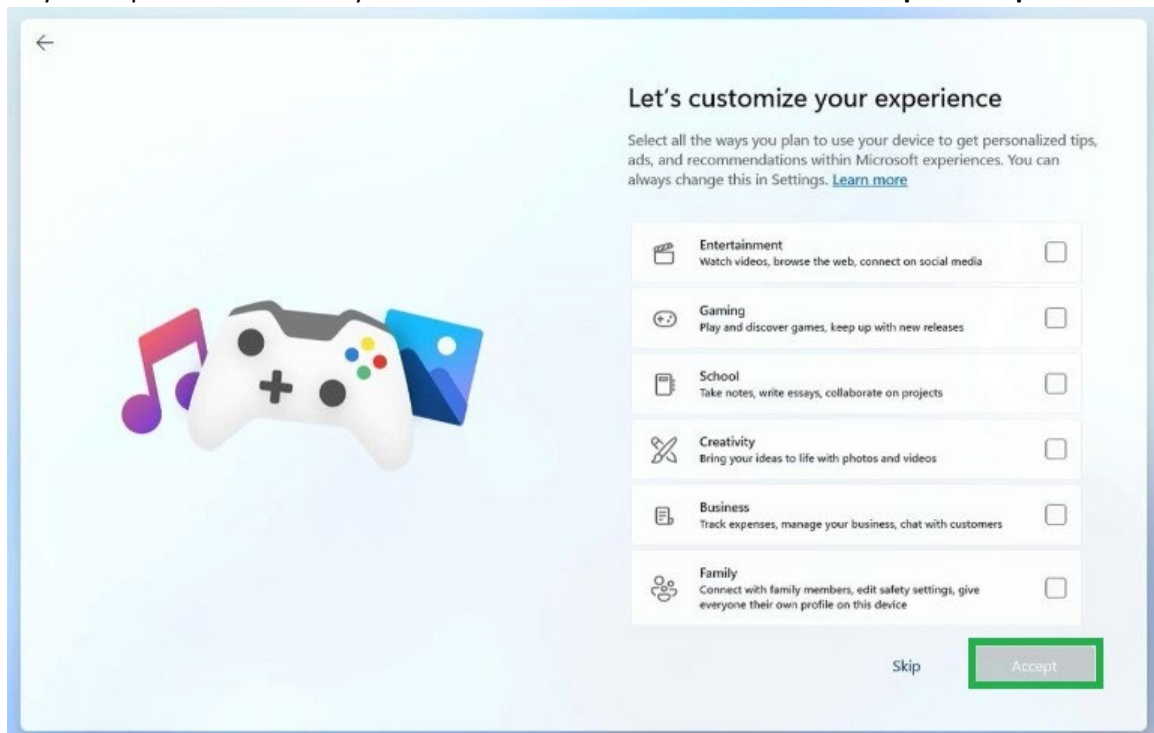 Let's customize your experience
Select all the ways you plan to use your device to get personalized tips,
ads, and recommendations within Microsoft experiences. You can
always change this in Settings. Learn more
Entertainment
Watch videos, browse the web, connect on social media
Gaming
Play and discover games, keep up with new releases
School
Take notes, write essays, collaborate on projects
Creativity
Bring your ideas to life with photos and videos
Business
Track expenses, manage your business, chat with customers
Family
Connect with family members, edit safety settings, give
everyone their own profile on this device
Skip
Accept